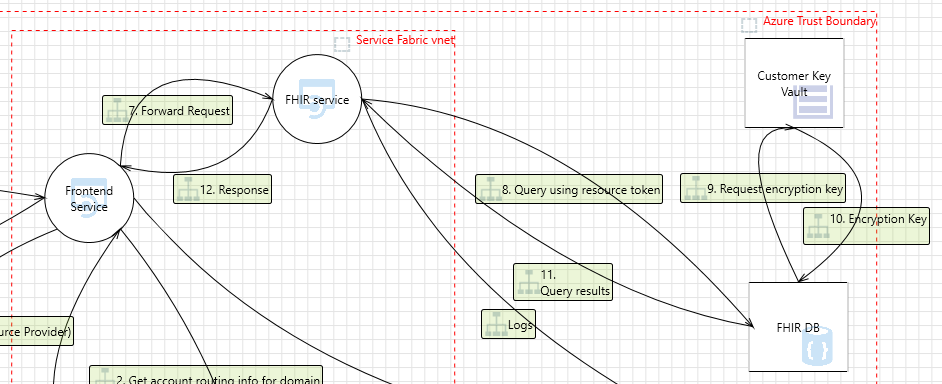 Azure Trust Boundary
Service Fabric vnet
Customer Key
Vault
FHIR service
7. Forward Request
12. Response
8. Query using resource token
9. Request encryption key
Frontend
Service
10. Encryption Key
11.
Query results
Logs
FHIR DB
urce Provider)
2. Get account routing info for domain